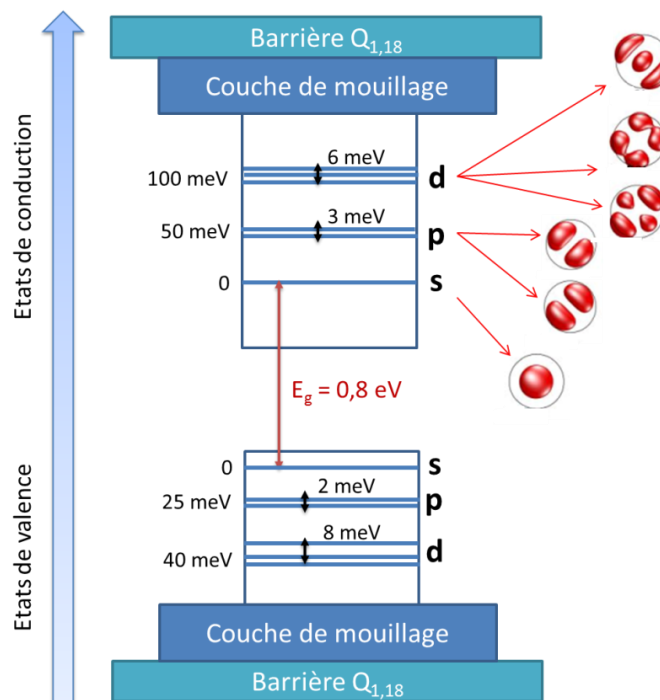 Barrière Q1,18
Couche de mouillage
Etats de conduction
6 meV
100 meV
d
3 meV
50 meV
p
0
s
Eg = 0,8 eV
Etats de valence
0
s
2 meV
25 meV
p
8 meV
40 meV
d
Couche de mouillage
Barrière Q1,18